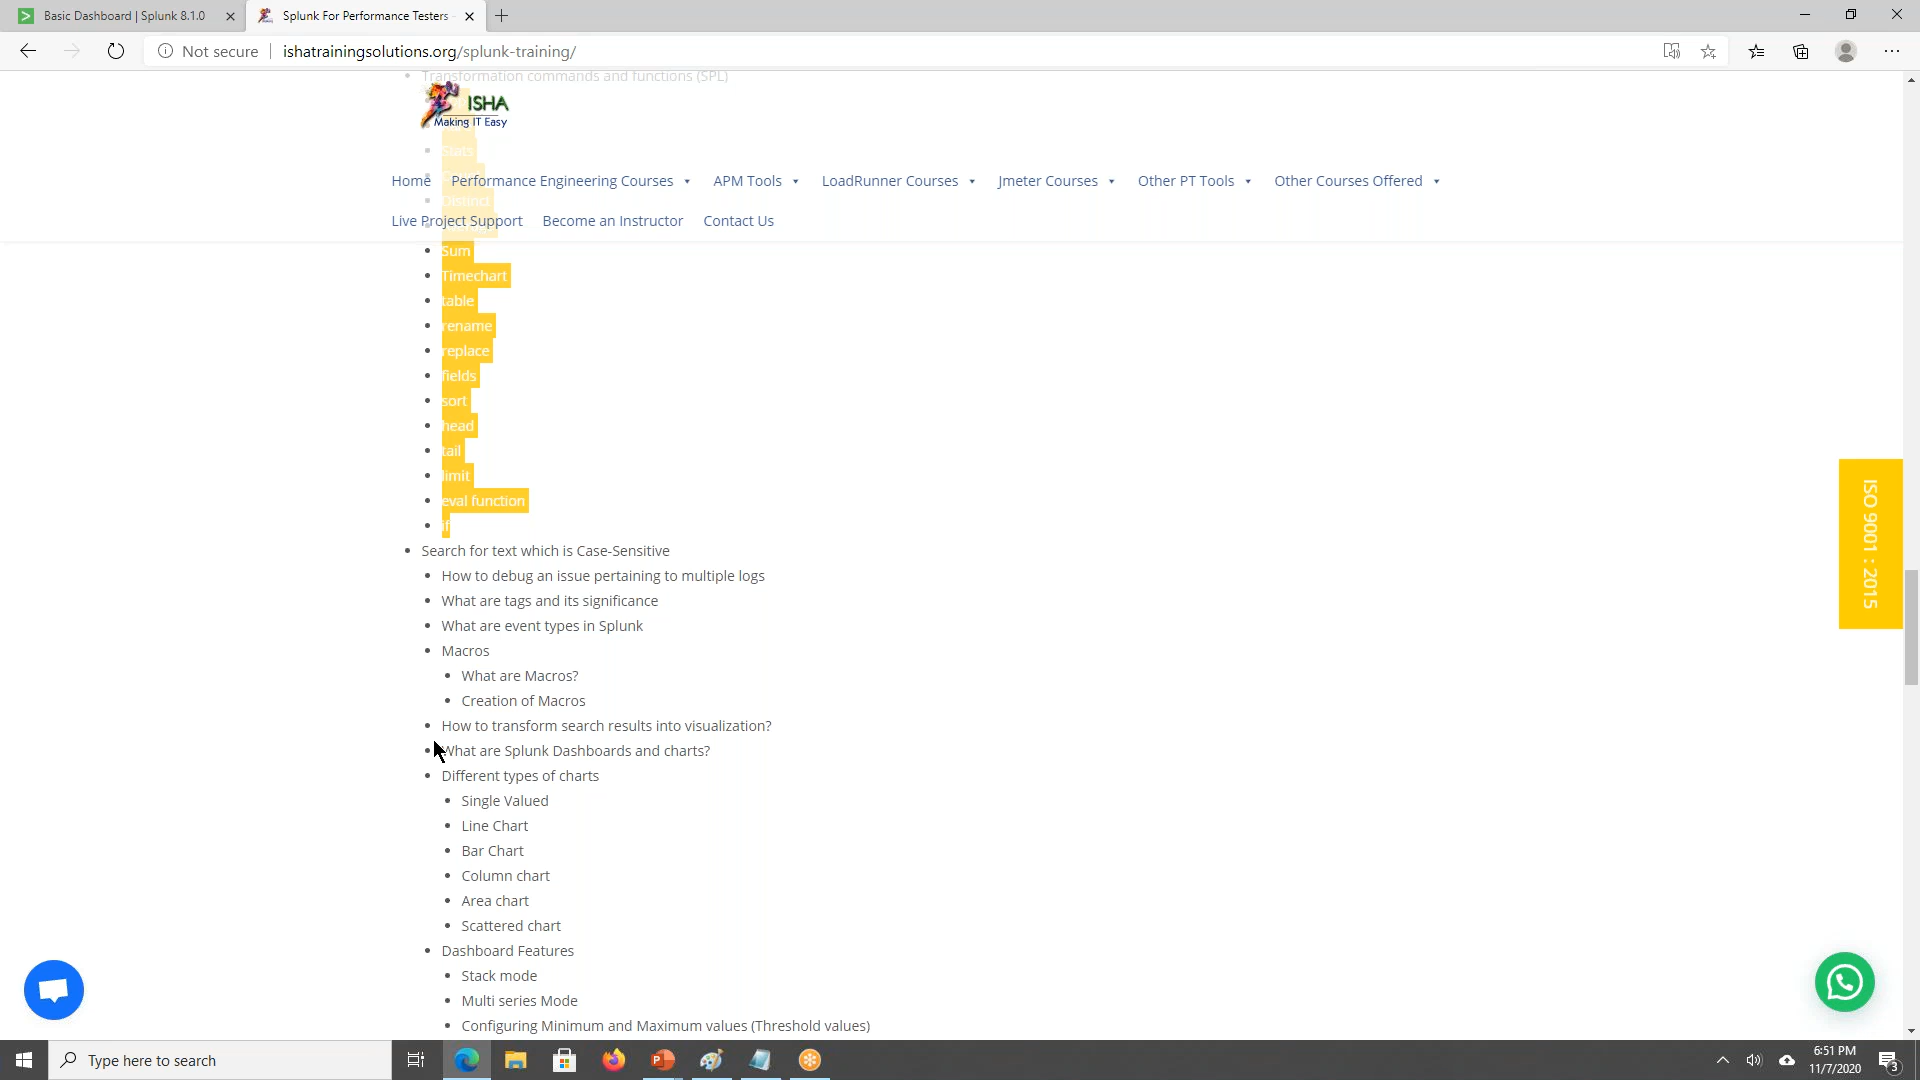 Basic Dashboard | Splunk 8.1.0
Splunk For Performance Testers
Not secure
ishatrainingsolutions.org/splunk-training/
Transformation commands and functions (SPL)
ISHA
Making IT Easy
Stats
Home
Performance Engineering Courses
APM Tools
LoadRunner Courses
Jmeter Courses
Other PT Tools
Other Courses Offered
Distinct
Live Project Support
Become an Instructor
Contact Us
Sum
Timechart
table
rename
replace
fields
sort
head
tail
limit
eval function
if
Search for text which is Case-Sensitive
How to debug an issue pertaining to multiple logs
What are tags and its significance
What are event types in Splunk
Macros
What are Macros?
Creation of Macros
How to transform search results into visualization?
What are Splunk Dashboards and charts?
Different types of charts
Single Valued
Line Chart
Bar Chart
Column chart
Area chart
Scattered chart
Dashboard Features
Stack mode
Multi series Mode
Configuring Minimum and Maximum values (Threshold values)
ISO 9001 : 2015
Type here to search
6:51 PM
11/7/2020
3